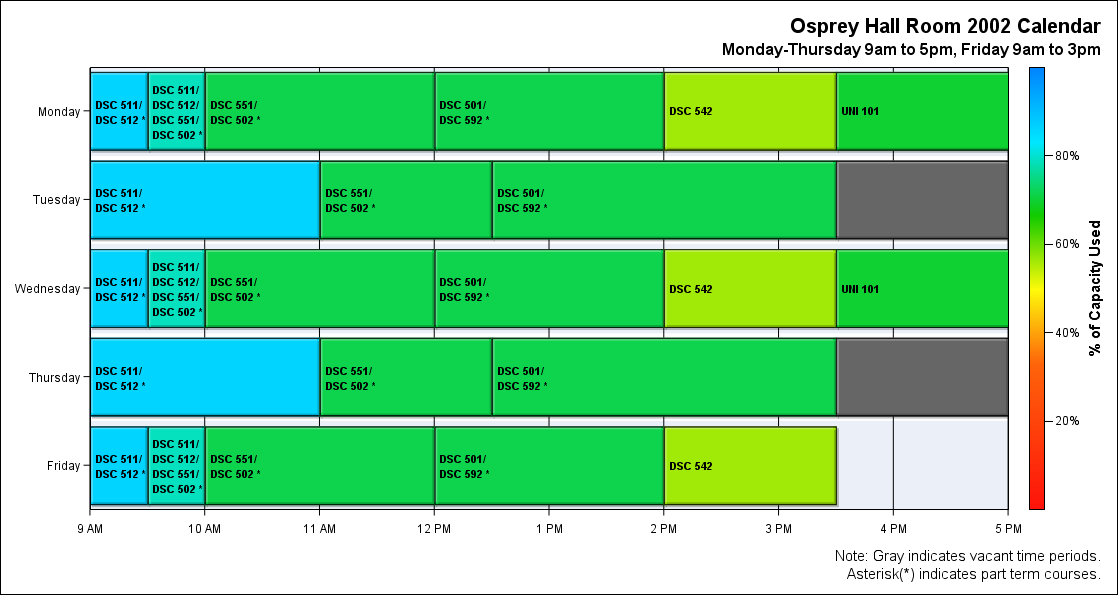 Osprey Hall Room 2002 Calendar
Monday-Thursday 9am to 5pm, Friday 9am to 3pm
Monday
DSC 511/
DSC 512 *
DSC 511/
DSC 512/
DSC 551/
DSC 502 *
DSC 551/
DSC 502 *
DSC 501/
DSC 592 *
DSC 542
UNI 101
Tuesday
DSC 511/
DSC 512 *
DSC 551/
DSC 502 *
DSC 501/
DSC 592 *
Wednesday
DSC 511/
DSC 512 *
DSC 511/
DSC 512/
DSC 551/
DSC 502 *
DSC 551/
DSC 502 *
DSC 501/
DSC 592 *
DSC 542
UNI 101
Thursday
DSC 511/
DSC 512 *
DSC 551/
DSC 502 *
DSC 501/
DSC 592 *
Friday
DSC 511/
DSC 512 *
DSC 511/
DSC 512/
DSC 551/
DSC 502 *
DSC 551/
DSC 502 *
DSC 501/
DSC 592 *
DSC 542
9 AM
10 AM
11 AM
12 PM
1 PM
2 PM
3 PM
4 PM
5 PM
80%
60%
40%
20%
% of Capacity Used
Note: Gray indicates vacant time periods.
Asterisk(*) indicates part term courses.